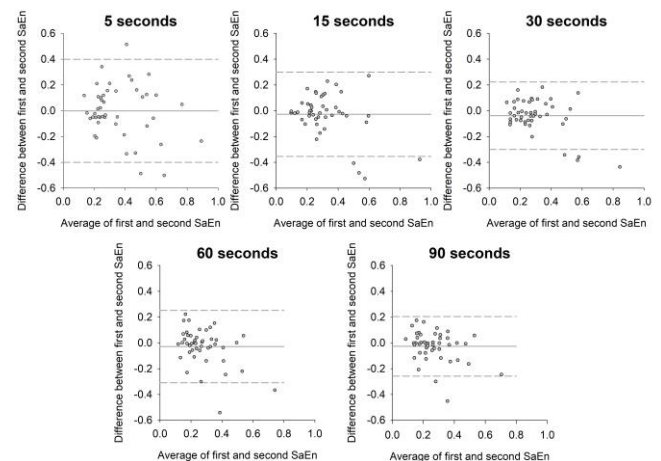 5 seconds
15 seconds
30 seconds
Difference between first and second SaEn
0.6
0.4
0.2
0.0
-0.2
-0.4
-0.6
0.0 0.2 0.4 0.6 0.8 1.0
Average of first and second SaEn
Difference between first and second SaEn
0.6
0.4
0.2
0.0
-0.2
-0.4
-0.6
0.0 0.2 0.4 0.6 0.8 1.0
Average of first and second SaEn
Difference between first and second SaEn
0.6
0.4
0.2
0.0
-0.2
-0.4
-0.6
0.0 0.2 0.4 0.6 0.8 1.0
Average of first and second SaEn
60 seconds
90 seconds
Difference between first and second SaEn
0.6
0.4
0.2
0.0
-0.2
-0.4
-0.6
0.0 0.2 0.4 0.6 0.8 1.0
Average of first and second SaEn
Difference between first and second SaEn
0.6
0.4
0.2
0.0
-0.2
-0.4
-0.6
0.0 0.2 0.4 0.6 0.8 1.0
Average of first and second SaEn